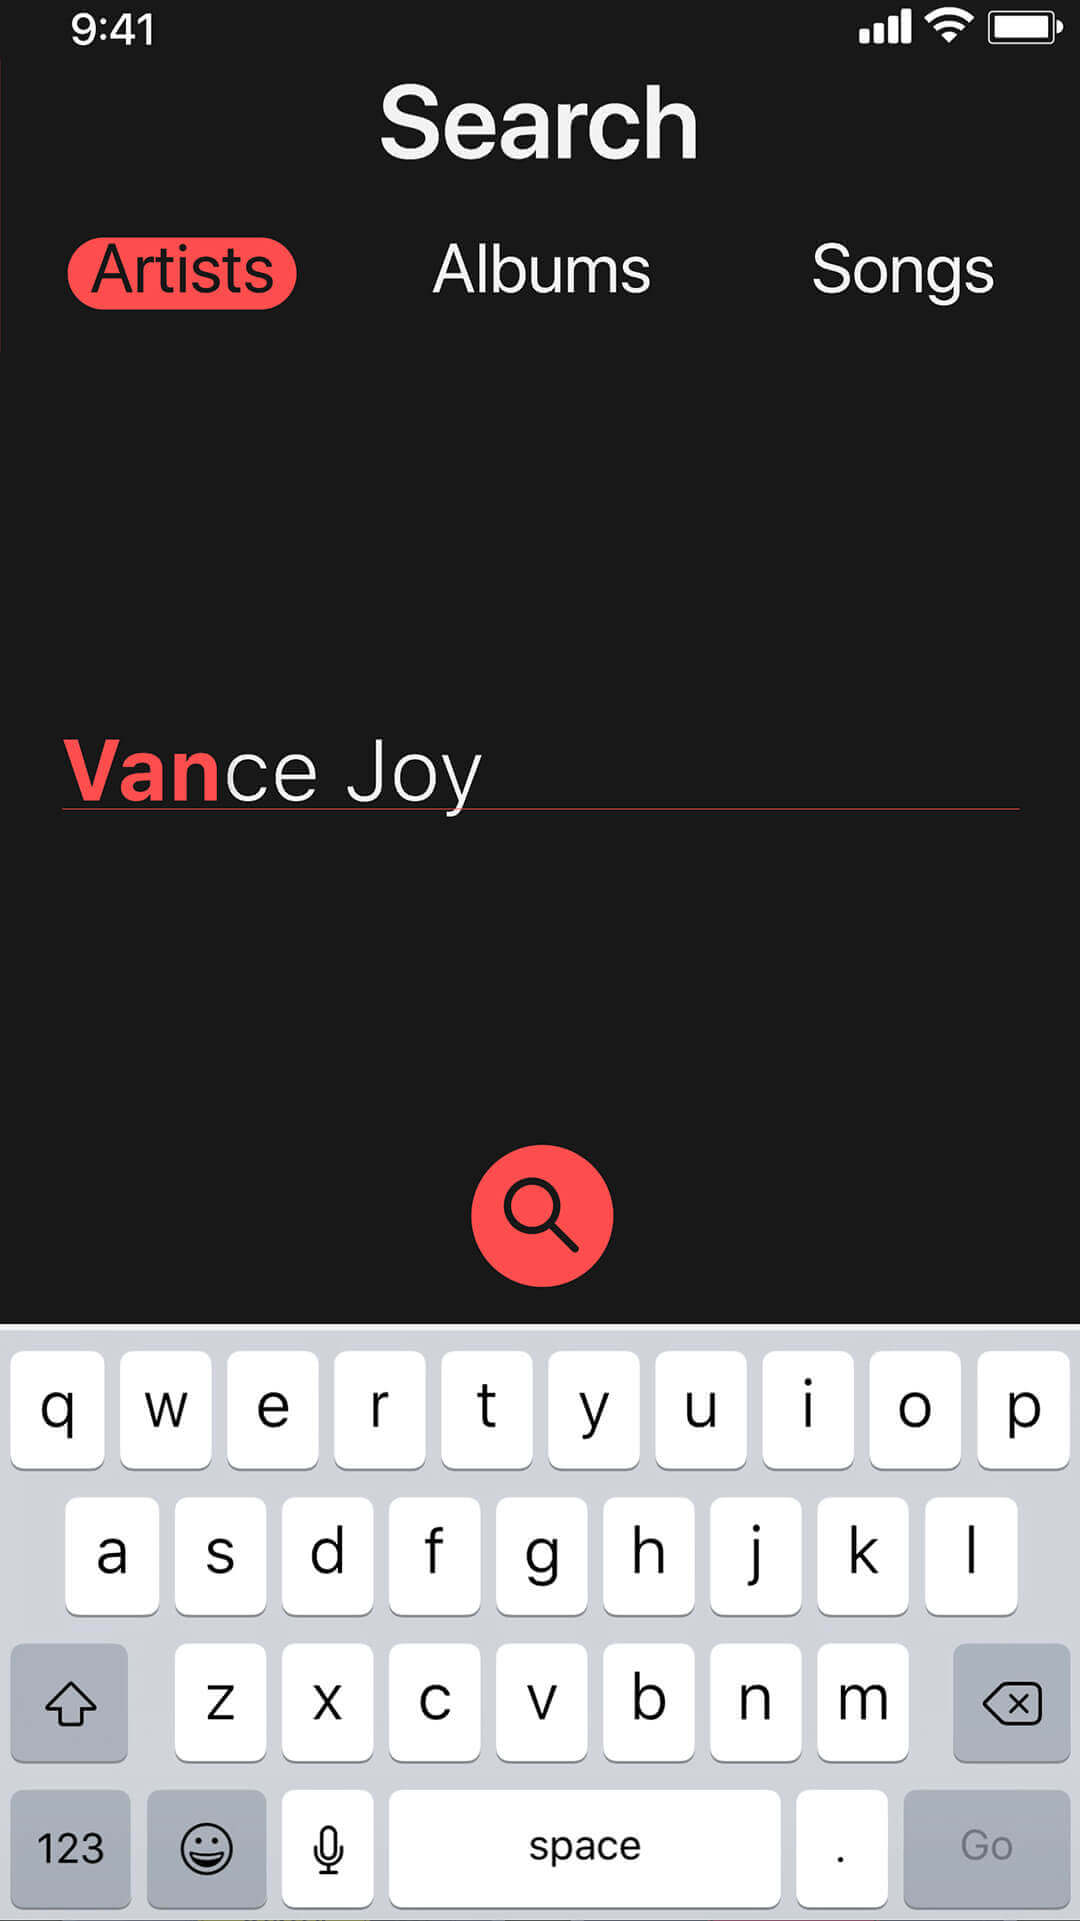 9:41
Search
Artists Albums Songs
Vance Joy
q w e r t y u i o p
a s d f g h j k l
z x c v b n m
123 space . Go